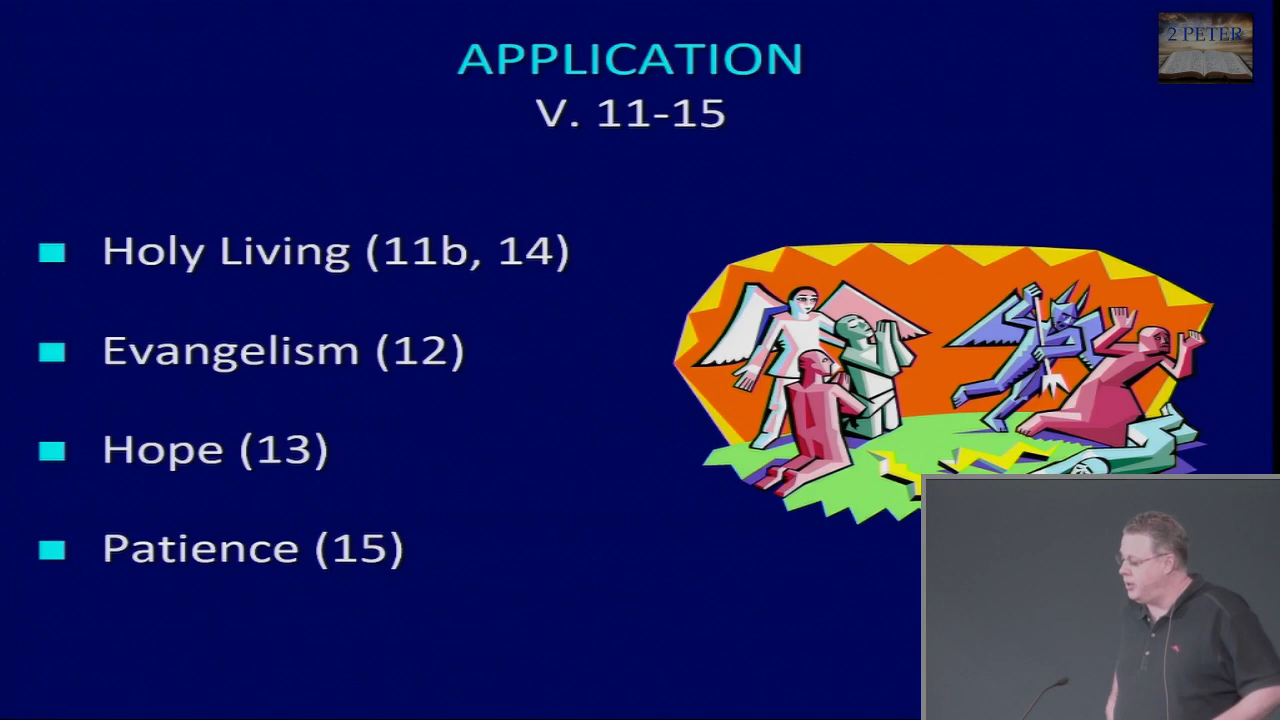 APPLICATION
V. 11-15
2 PETER
Holy Living (11b, 14)
Evangelism (12)
Hope (13)
Patience (15)